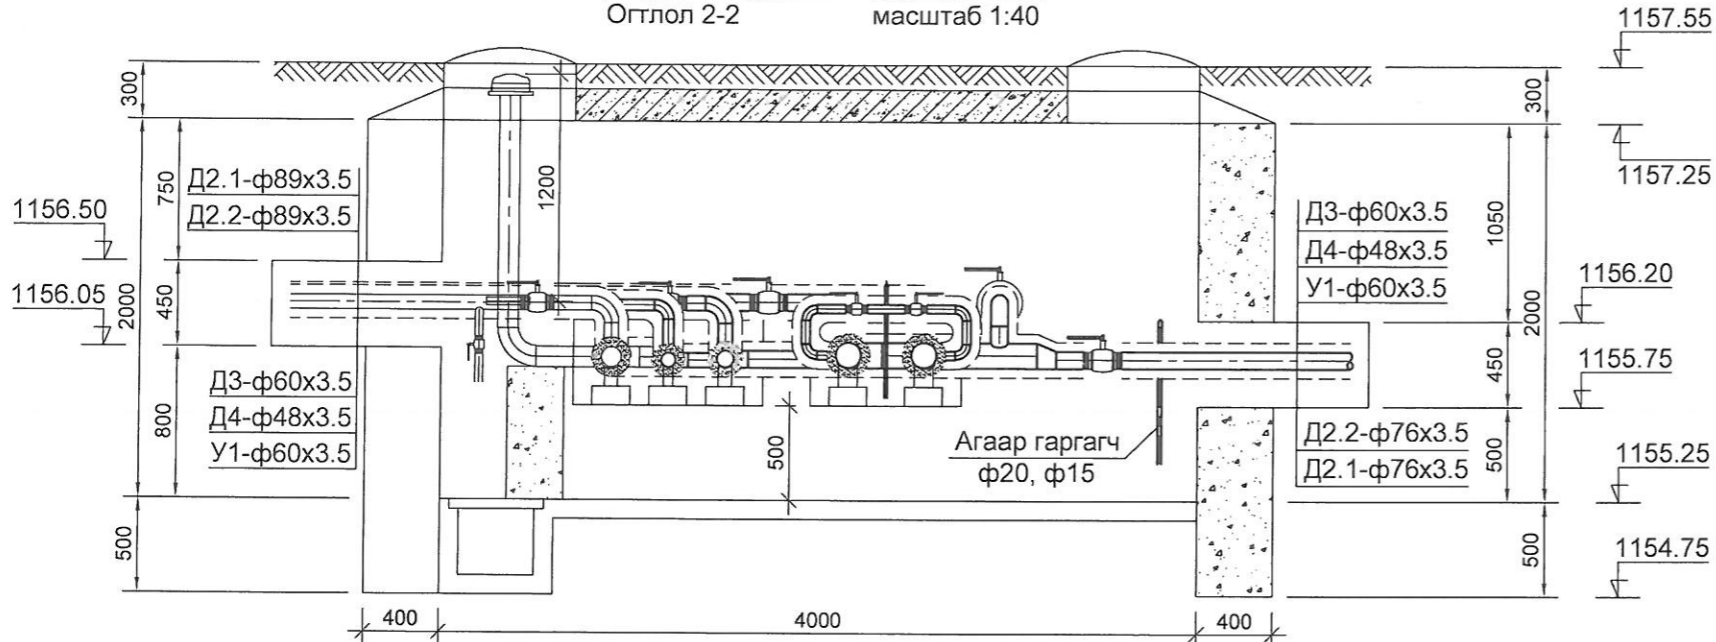 Огтлол 2-2 масштаб 1:40
1157.55
300
300
1157.25
750
Д2.1-ф89х3.5
Д2.2-ф89х3.5
1200
1156.50
1156.05
2000
450
Д3-ф60х3.5
Д4-ф48х3.5
У1-ф60х3.5
1050
1156.20
2000
1155.75
450
Д3-ф60х3.5
Д4-ф48х3.5
У1-ф60х3.5
800
500
Агаар гаргагч
ф20, ф15
Д2.2-ф76х3.5
Д2.1-ф76х3.5
500
1155.25
500
500
1154.75
400
4000
400